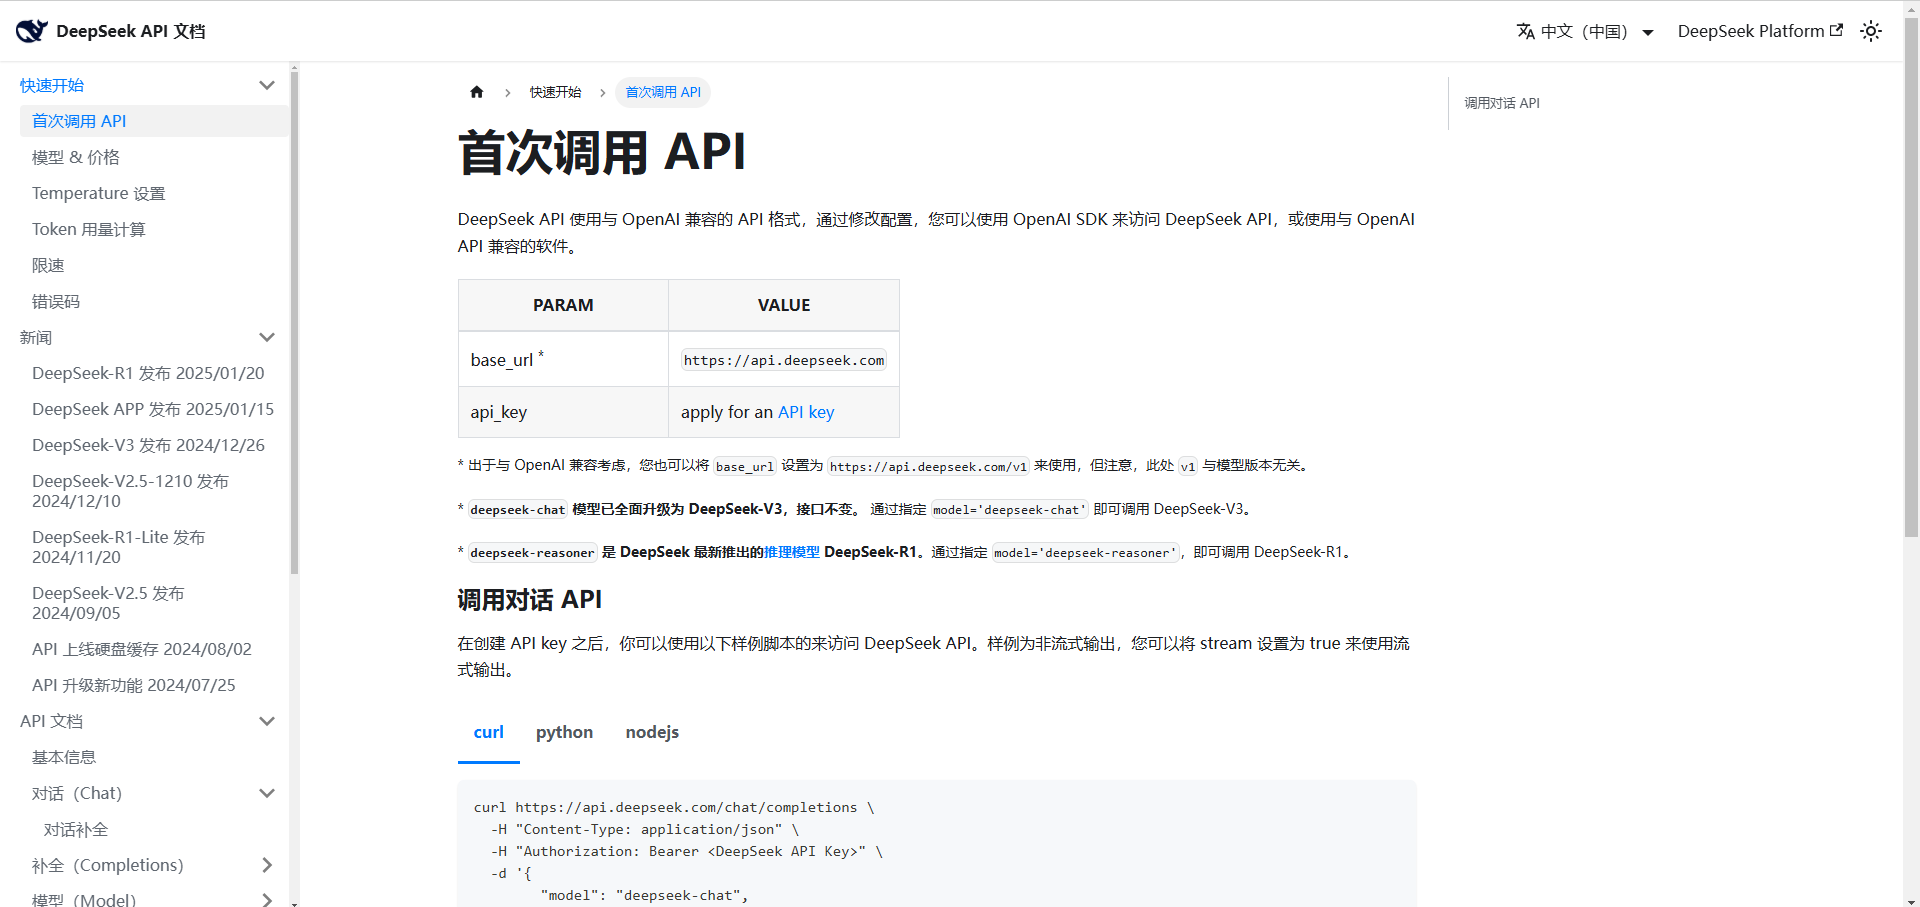 DeepSeek API 文档
中文（中国）
DeepSeek Platform
快速开始
首次调用 API
模型 & 价格
Temperature 设置
Token 用量计算
限速
错误码
新闻
DeepSeek-R1 发布 2025/01/20
DeepSeek APP 发布 2025/01/15
DeepSeek-V3 发布 2024/12/26
DeepSeek-V2.5-1210 发布
2024/12/10
DeepSeek-R1-Lite 发布
2024/11/20
DeepSeek-V2.5 发布
2024/09/05
API 上线硬盘缓存 2024/08/02
API 升级新功能 2024/07/25
API 文档
基本信息
对话（Chat）
对话补全
补全（Completions）
模型（Model）
快速开始
首次调用 API
首次调用 API
DeepSeek API 使用与 OpenAI 兼容的 API 格式，通过修改配置，您可以使用 OpenAI SDK 来访问 DeepSeek API，或使用与 OpenAI
API 兼容的软件。
PARAM VALUE
base_url * https://api.deepseek.com
api_key apply for an API key
* 出于与 OpenAI 兼容考虑，您也可以将 base_url 设置为 https://api.deepseek.com/v1 来使用，但注意，此处 v1 与模型版本无关。
* deepseek-chat 模型已全面升级为 DeepSeek-V3，接口不变。 通过指定 model='deepseek-chat' 即可调用 DeepSeek-V3。
* deepseek-reasoner 是 DeepSeek 最新推出的推理模型 DeepSeek-R1。通过指定 model='deepseek-reasoner'，即可调用 DeepSeek-R1。
调用对话 API
在创建 API key 之后，你可以使用以下样例脚本的来访问 DeepSeek API。样例为非流式输出，您可以将 stream 设置为 true 来使用流
式输出。
curl python nodejs
curl https://api.deepseek.com/chat/completions \
-H "Content-Type: application/json" \
-H "Authorization: Bearer <DeepSeek API Key>" \
-d '{
"model": "deepseek-chat",
调用对话 API